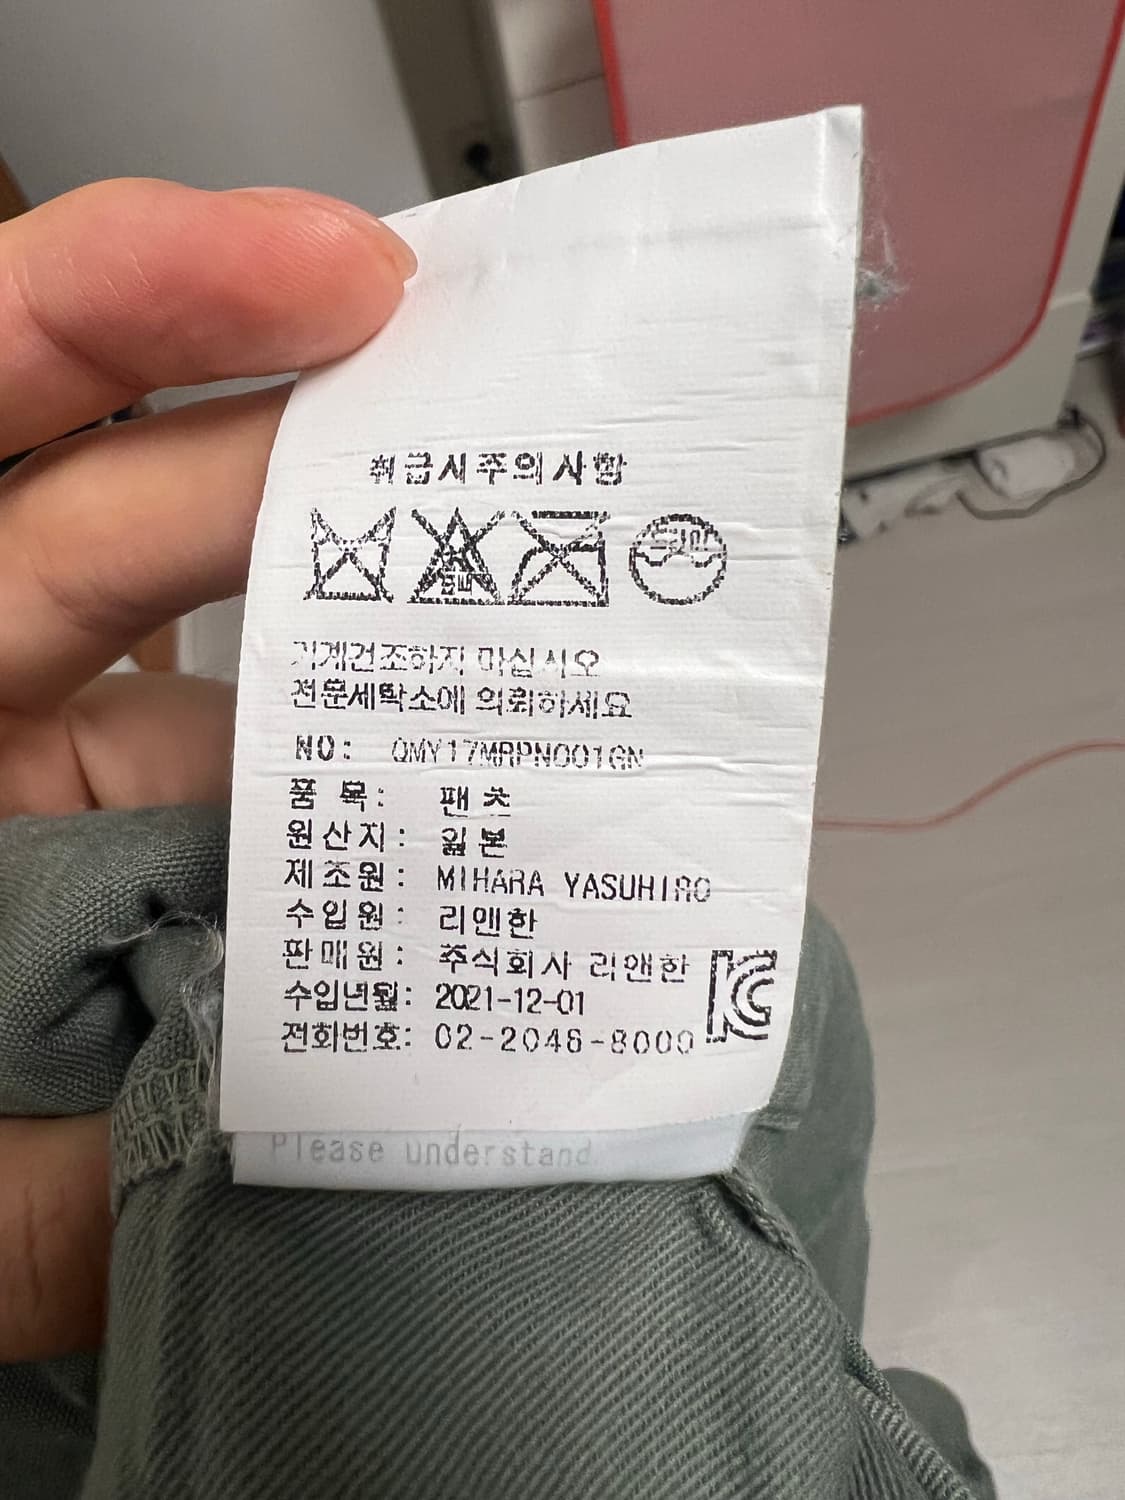 취급시주의사항
드라이
기계건조하지 마십시오
전문세탁소에 의뢰하세요
NO: QMY17MRPN001GN
품 목: 팬 츠
원산지: 일 본
제조원: MIHARA YASUHIRO
수입원: 리앤한
판매원: 주식회사 리앤한
수입년월: 2021-12-01
전화번호: 02-2046-8000
Please understand.